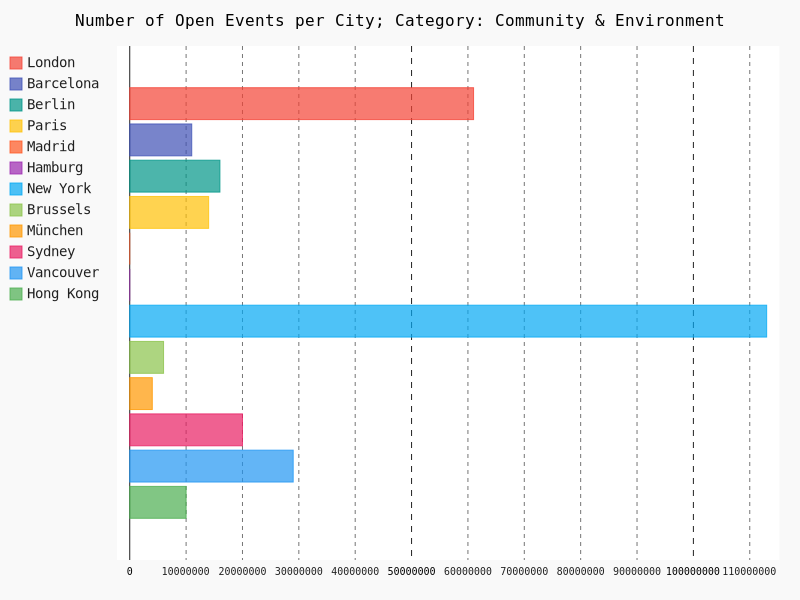 Number of Open Events per City; Category: Community & Environment
London
Barcelona
Berlin
Paris
Madrid
Hamburg
New York
Brussels
München
Sydney
Vancouver
Hong Kong
0 10000000 20000000 30000000 40000000 50000000 60000000 70000000 80000000 90000000 100000000 110000000